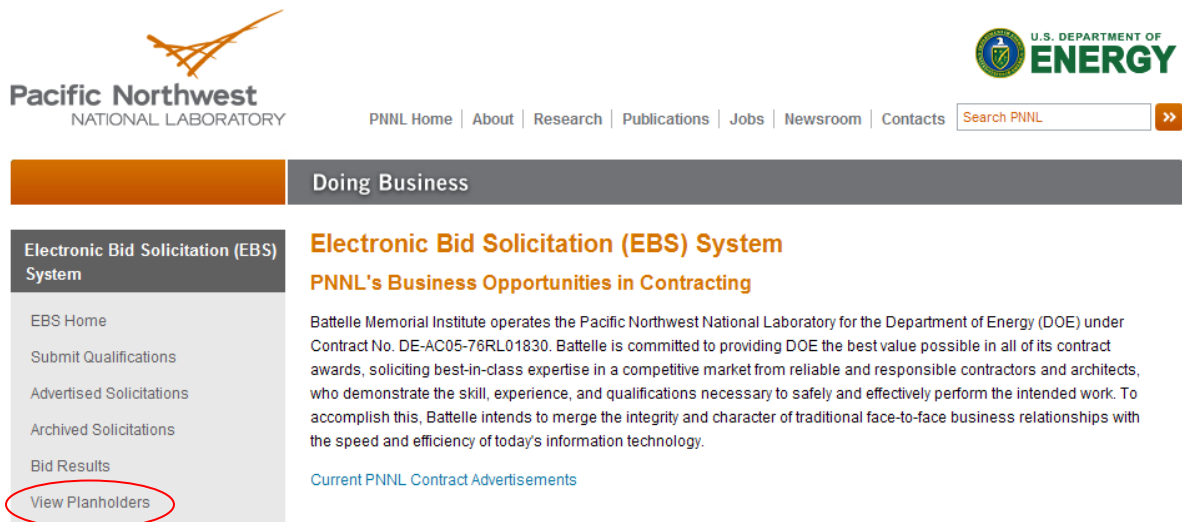 Pacific Northwest
NATIONAL LABORATORY
U.S. DEPARTMENT OF
ENERGY
PNNL Home | About | Research | Publications | Jobs | Newsroom | Contacts
Search PNNL
»
Doing Business
Electronic Bid Solicitation (EBS)
System
EBS Home
Submit Qualifications
Advertised Solicitations
Archived Solicitations
Bid Results
View Planholders
Electronic Bid Solicitation (EBS) System
PNNL's Business Opportunities in Contracting
Battelle Memorial Institute operates the Pacific Northwest National Laboratory for the Department of Energy (DOE) under
Contract No. DE-AC05-76RL01830. Battelle is committed to providing DOE the best value possible in all of its contract
awards, soliciting best-in-class expertise in a competitive market from reliable and responsible contractors and architects,
who demonstrate the skill, experience, and qualifications necessary to safely and effectively perform the intended work. To
accomplish this, Battelle intends to merge the integrity and character of traditional face-to-face business relationships with
the speed and efficiency of today's information technology.
Current PNNL Contract Advertisements